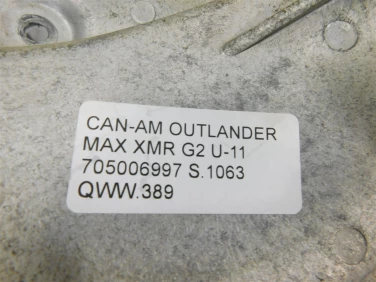 CAN-AM OUTLANDER
MAX XMR G2 U-11
705006997 S.1063
QWW.389